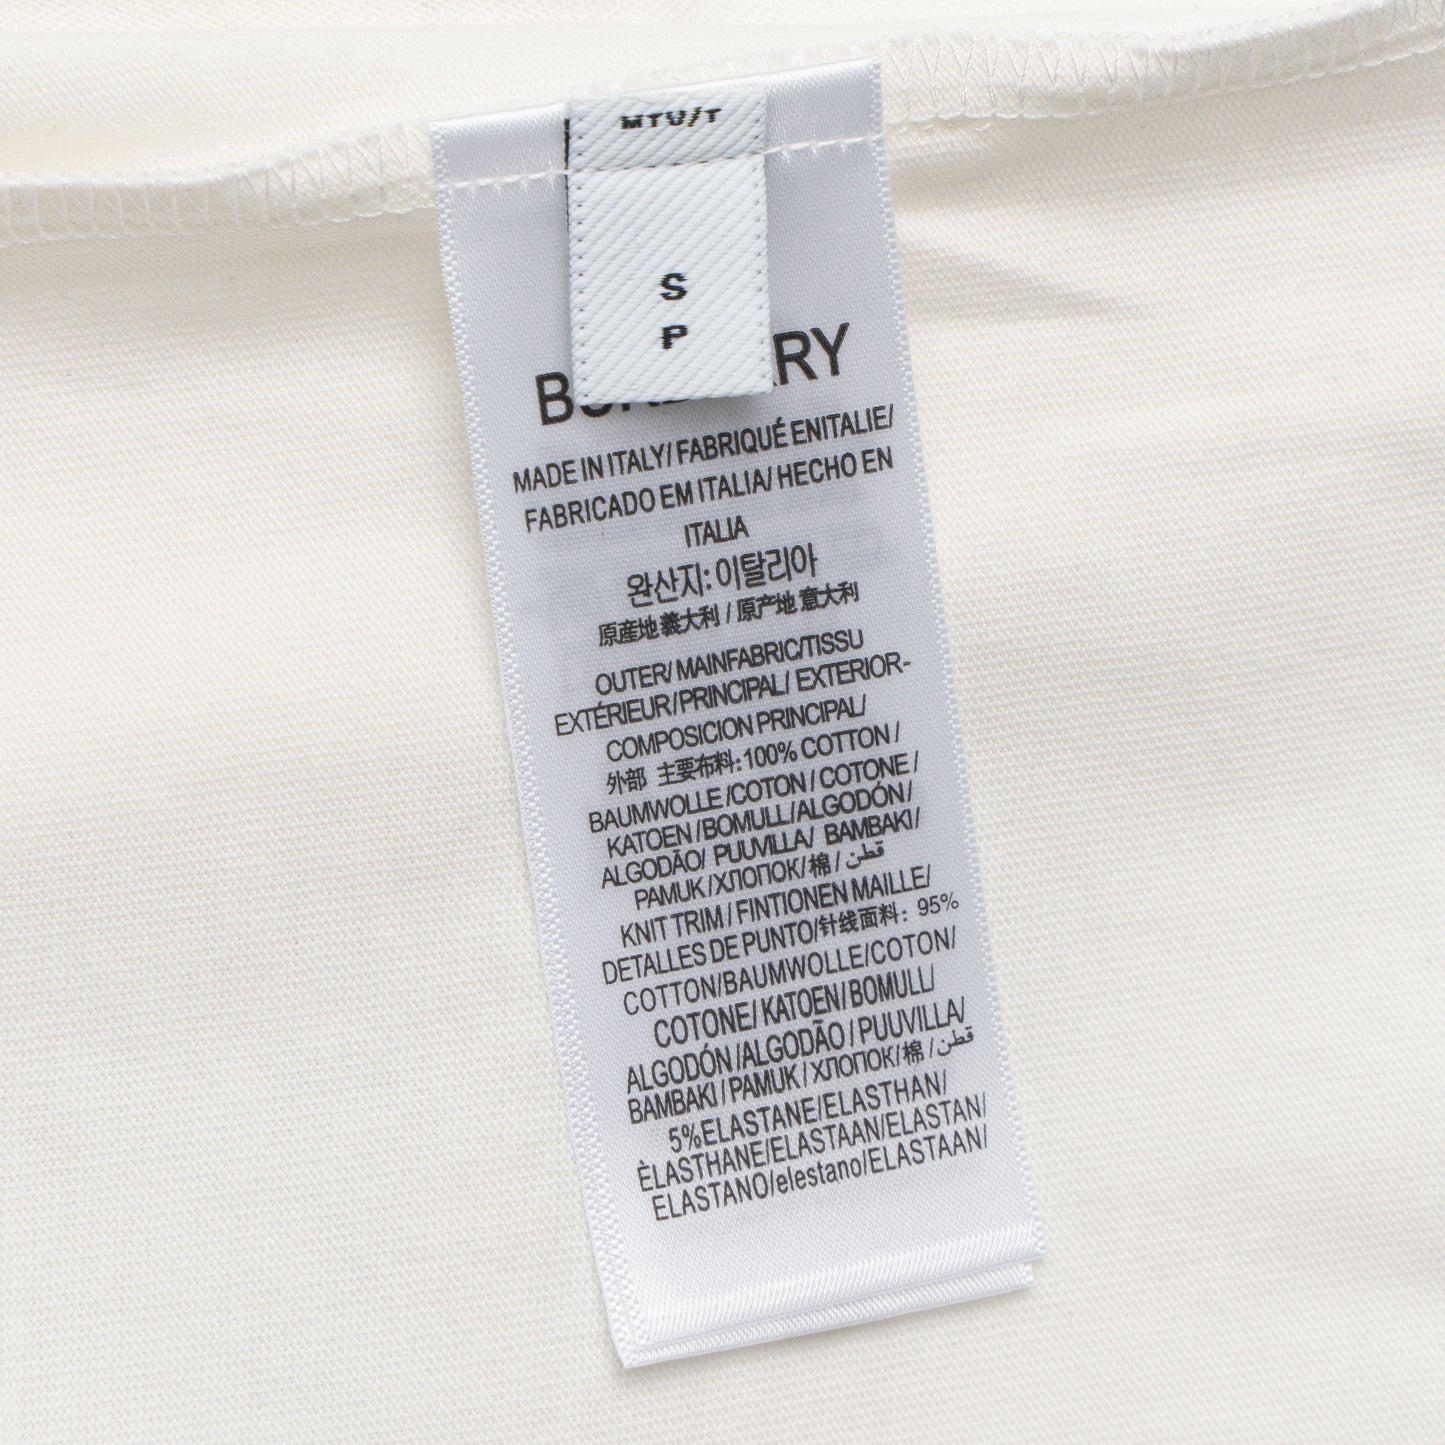 S
P
MADE IN ITALY/ FABRIQUÉ ENITALIE/
FABRICADO EM ITALIA/ HECHO EN
ITALIA
완산지: 이탈리아
原產地 義大利 / 原产地 意大利
OUTER/ MAINFABRIC/TISSU
EXTÉRIEUR/PRINCIPAL/ EXTERIOR-
COMPOSICION PRINCIPAL/
外部 主要布料: 100% COTTON /
BAUMWOLLE /COTON / COTONE /
KATOEN /BOMULL/ALGODÓN/
ALGODÃO/ PUUVILLA/ BAMBAKI/
PAMUK /ХЛОПОК/棉 / قطن /
KNIT TRIM / FINTIONEN MAILLE/
DETALLES DE PUNTO/针线面料: 95%
COTTON/BAUMWOLLE/COTON/
COTONE/ KATOEN/ BOMULL/
ALGODÓN /ALGODÃO / PUUVILLA/
BAMBAKI / PAMUK / ХЛОПОК/棉 / قطن /
5%ELASTANE/ELASTHAN/
ÈLASTHANE/ELASTAAN/ELASTAN/
ELASTANO/elestano/ELASTAAN/